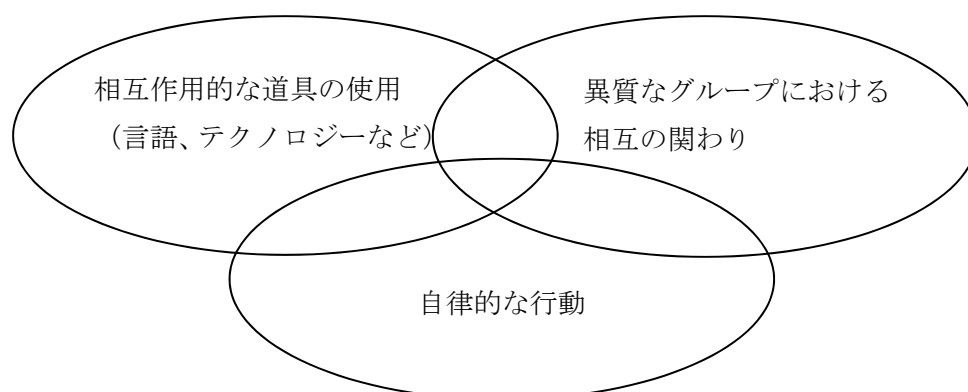 相互作用的な道具の使用
（言語、テクノロジーなど）
異質なグループにおける
相互の関わり
自律的な行動